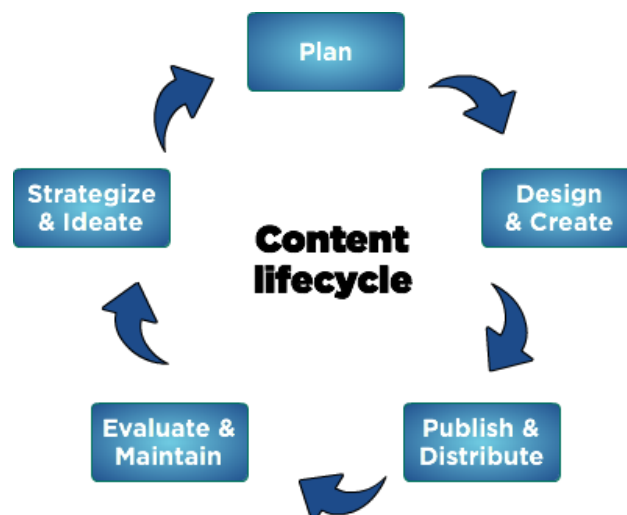 Plan
Design
& Create
Publish &
Distribute
Evaluate &
Maintain
Strategize
& Ideate
Content
lifecycle